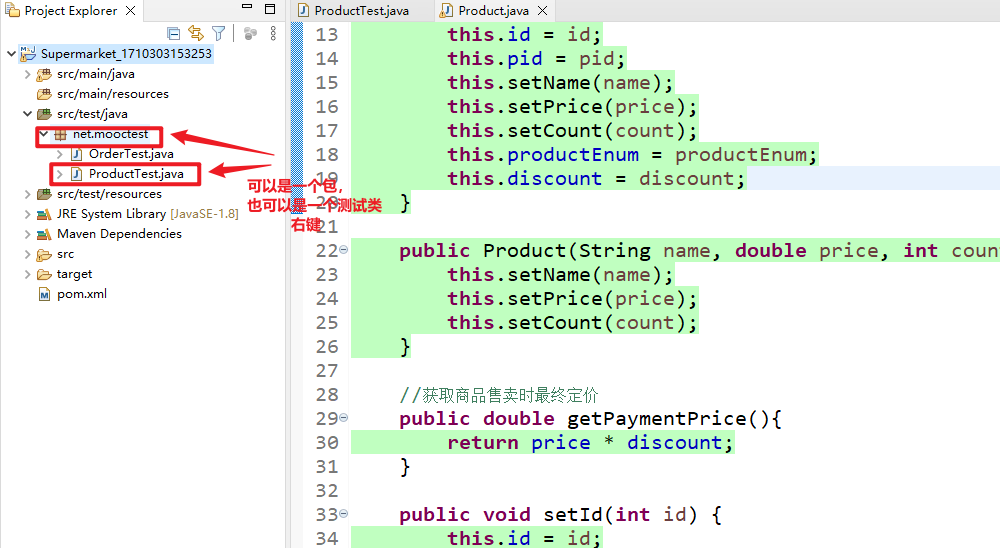 Project Explorer
Supermarket_1710303153253
src/main/java
src/main/resources
src/test/java
net.mooctest
OrderTest.java
ProductTest.java
src/test/resources
JRE System Library [JavaSE-1.8]
Maven Dependencies
src
target
pom.xml
可以是一个包，
也可以是一个测试类
右键
ProductTest.java
Product.java
13 this.id = id;
14 this.pid = pid;
15 this.setName(name);
16 this.setPrice(price);
17 this.setCount(count);
18 this.productEnum = productEnum;
19 this.discount = discount;
20 }
21
22 public Product(String name, double price, int coun
23 this.setName(name);
24 this.setPrice(price);
25 this.setCount(count);
26 }
27
28 //获取商品售卖时最终定价
29 public double getPaymentPrice(){
30 return price * discount;
31 }
32
33 public void setId(int id) {
34 this.id = id;